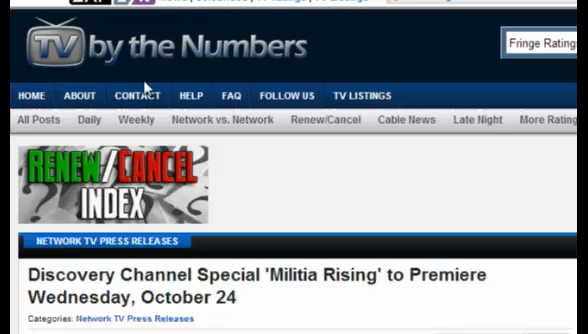 TV by the Numbers
Fringe Ratings
HOME ABOUT CONTACT HELP FAQ FOLLOW US TV LISTINGS
All Posts Daily Weekly Network vs. Network Renew/Cancel Cable News Late Night More Rating
RENEW/CANCEL
INDEX
NETWORK TV PRESS RELEASES
Discovery Channel Special 'Militia Rising' to Premiere
Wednesday, October 24
Categories: Network TV Press Releases